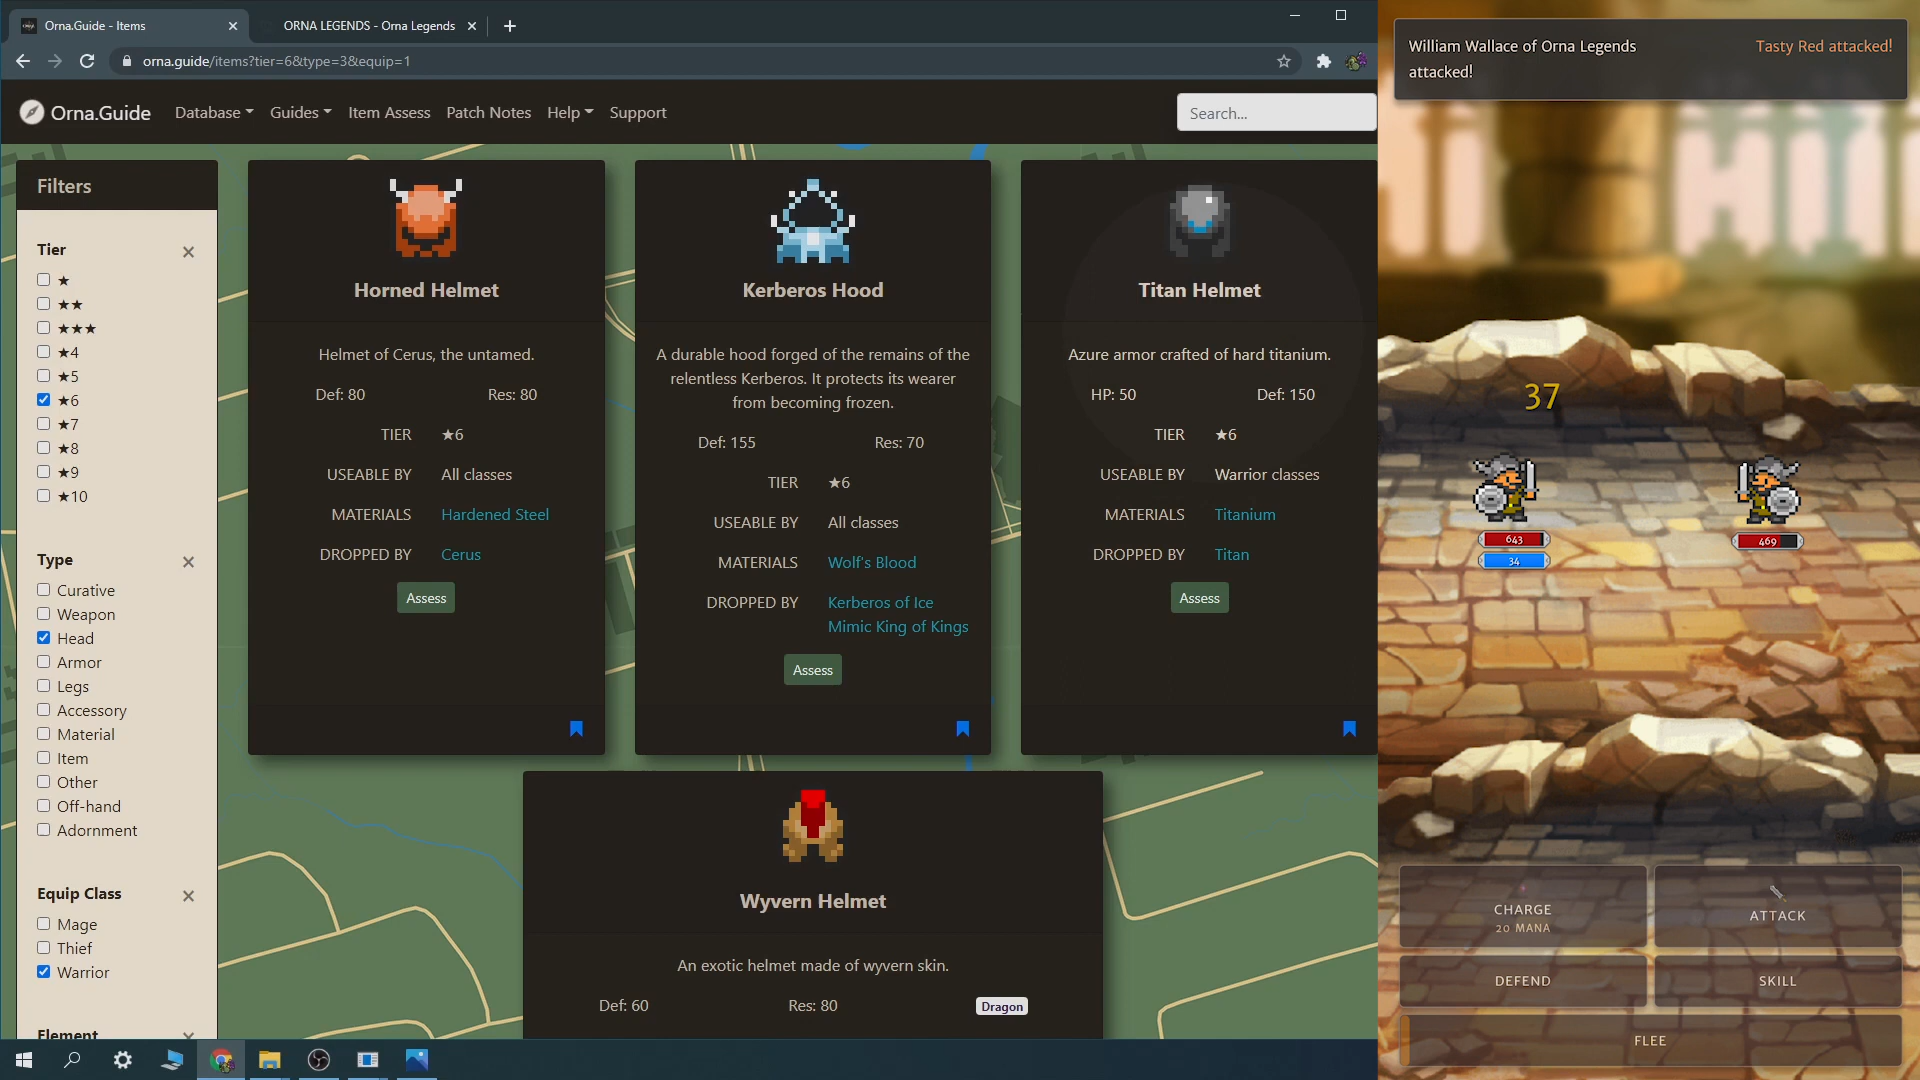 Orna.Guide - Items
ORNA LEGENDS - Orna Legends
orna.guide/items?tier=6&type=3&equip=1
Orna.Guide
Database
Guides
Item Assess
Patch Notes
Help
Support
Search...
Filters
Tier
★
★★
★★★
★4
★5
★6
★7
★8
★9
★10
Type
Curative
Weapon
Head
Armor
Legs
Accessory
Material
Item
Other
Off-hand
Adornment
Equip Class
Mage
Thief
Warrior
Element
Horned Helmet
Helmet of Cerus, the untamed.
Def: 80 Res: 80
TIER ★6
USEABLE BY All classes
MATERIALS Hardened Steel
DROPPED BY Cerus
Assess
Kerberos Hood
A durable hood forged of the remains of the
relentless Kerberos. It protects its wearer
from becoming frozen.
Def: 155 Res: 70
TIER ★6
USEABLE BY All classes
MATERIALS Wolf's Blood
DROPPED BY Kerberos of Ice
Mimic King of Kings
Assess
Titan Helmet
Azure armor crafted of hard titanium.
HP: 50 Def: 150
TIER ★6
USEABLE BY Warrior classes
MATERIALS Titanium
DROPPED BY Titan
Assess
Wyvern Helmet
An exotic helmet made of wyvern skin.
Def: 60 Res: 80 Dragon
William Wallace of Orna Legends
attacked!
Tasty Red attacked!
37
643
34
469
CHARGE
20 MANA
ATTACK
DEFEND
SKILL
FLEE